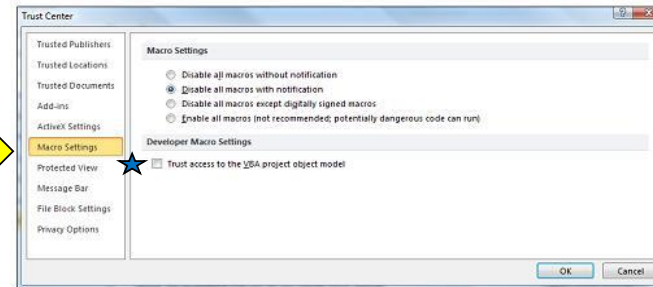 Trust Center
Trusted Publishers
Trusted Locations
Trusted Documents
Add-ins
ActiveX Settings
Macro Settings
Protected View
Message Bar
File Block Settings
Privacy Options
Macro Settings
Disable all macros without notification
Disable all macros with notification
Disable all macros except digitally signed macros
Enable all macros (not recommended; potentially dangerous code can run)
Developer Macro Settings
Trust access to the VBA project object model
OK Cancel